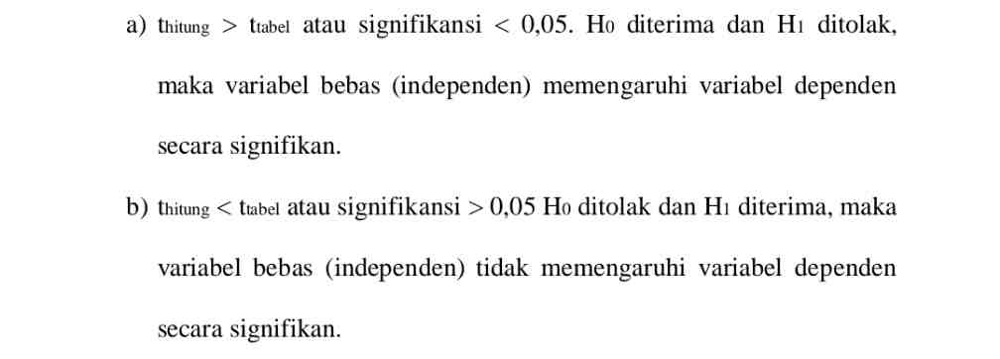 a) thitung > ttabel atau signifikansi < 0,05. H0 diterima dan H1 ditolak,
maka variabel bebas (independen) memengaruhi variabel dependen
secara signifikan.
b) thitung < ttabel atau signifikansi > 0,05 H0 ditolak dan H1 diterima, maka
variabel bebas (independen) tidak memengaruhi variabel dependen
secara signifikan.